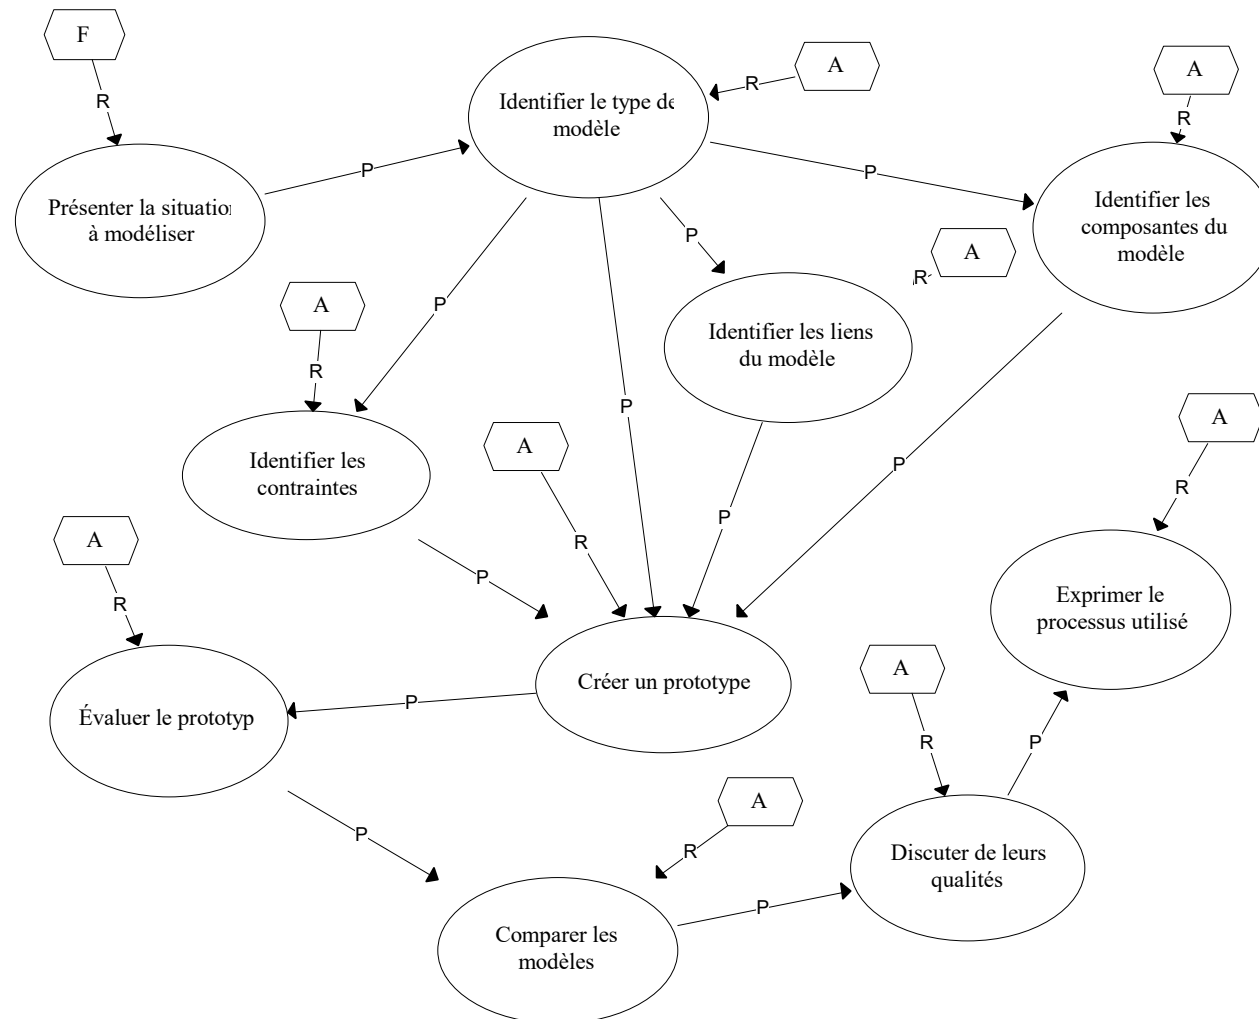 F
A
A
R
R
R
Identifier le type de
modèle
P
P
Présenter la situation
à modéliser
Identifier les
composantes du
modèle
P
A
R
A
P
Identifier les liens
du modèle
R
P
A
A
P
R
Identifier les
contraintes
P
P
A
R
P
R
Exprimer le
processus utilisé
A
Créer un prototype
P
Évaluer le prototyp
R
P
A
P
R
Discuter de leurs
qualités
P
Comparer les
modèles